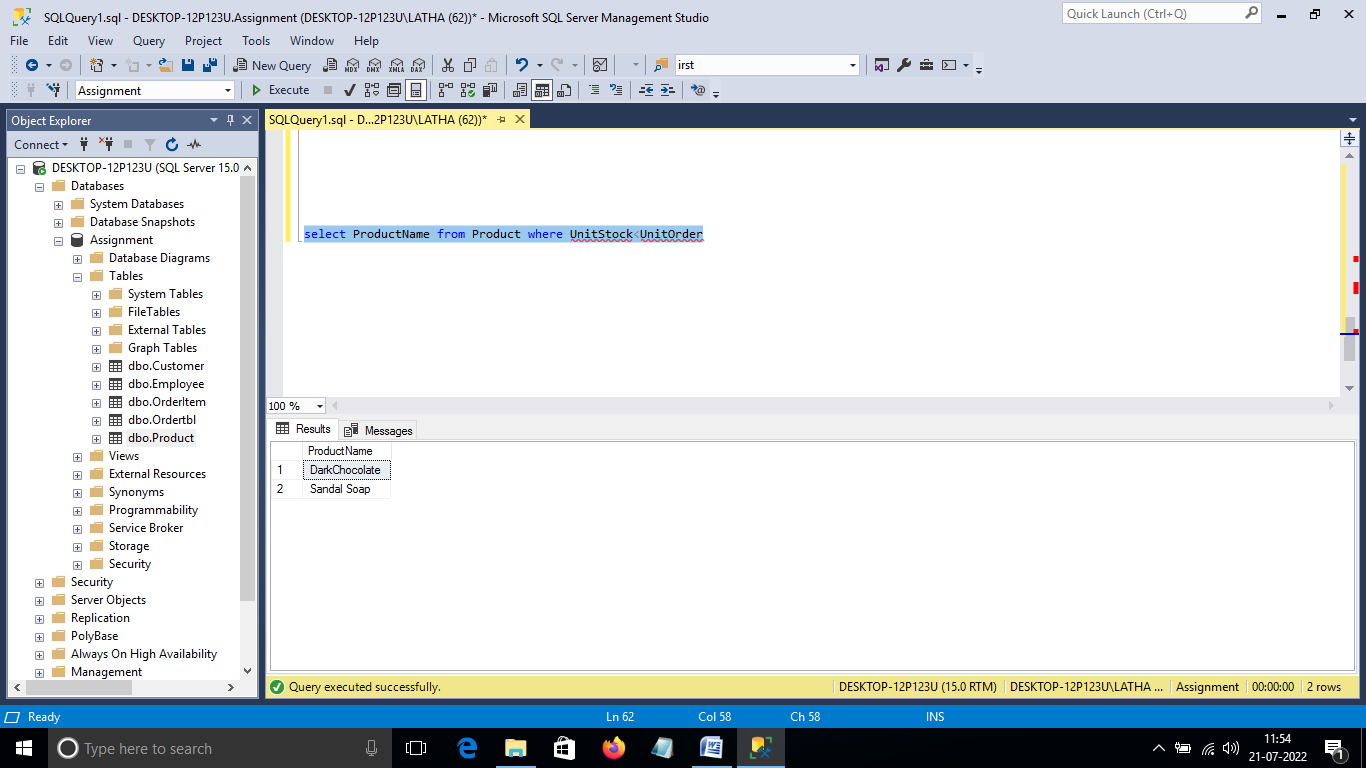 SQLQuery1.sql - DESKTOP-12P123U.Assignment (DESKTOP-12P123U\LATHA (62))* - Microsoft SQL Server Management Studio
Quick Launch (Ctrl+Q)
File Edit View Query Project Tools Window Help
New Query MDX DMX XMLA DAX irst
Assignment Execute
Object Explorer
SQLQuery1.sql - D...2P123U\LATHA (62))*
Connect
DESKTOP-12P123U (SQL Server 15.0
Databases
System Databases
Database Snapshots
Assignment
Database Diagrams
Tables
System Tables
FileTables
External Tables
Graph Tables
dbo.Customer
dbo.Employee
dbo.OrderItem
dbo.Ordertbl
dbo.Product
Views
External Resources
Synonyms
Programmability
Service Broker
Storage
Security
Security
Server Objects
Replication
PolyBase
Always On High Availability
Management
select ProductName from Product where UnitStock<UnitOrder
100 %
Results Messages
ProductName
1 DarkChocolate
2 Sandal Soap
Query executed successfully. DESKTOP-12P123U (15.0 RTM) DESKTOP-12P123U\LATHA ... Assignment 00:00:00 2 rows
Ready Ln 62 Col 58 Ch 58 INS
Type here to search
11:54
21-07-2022
1